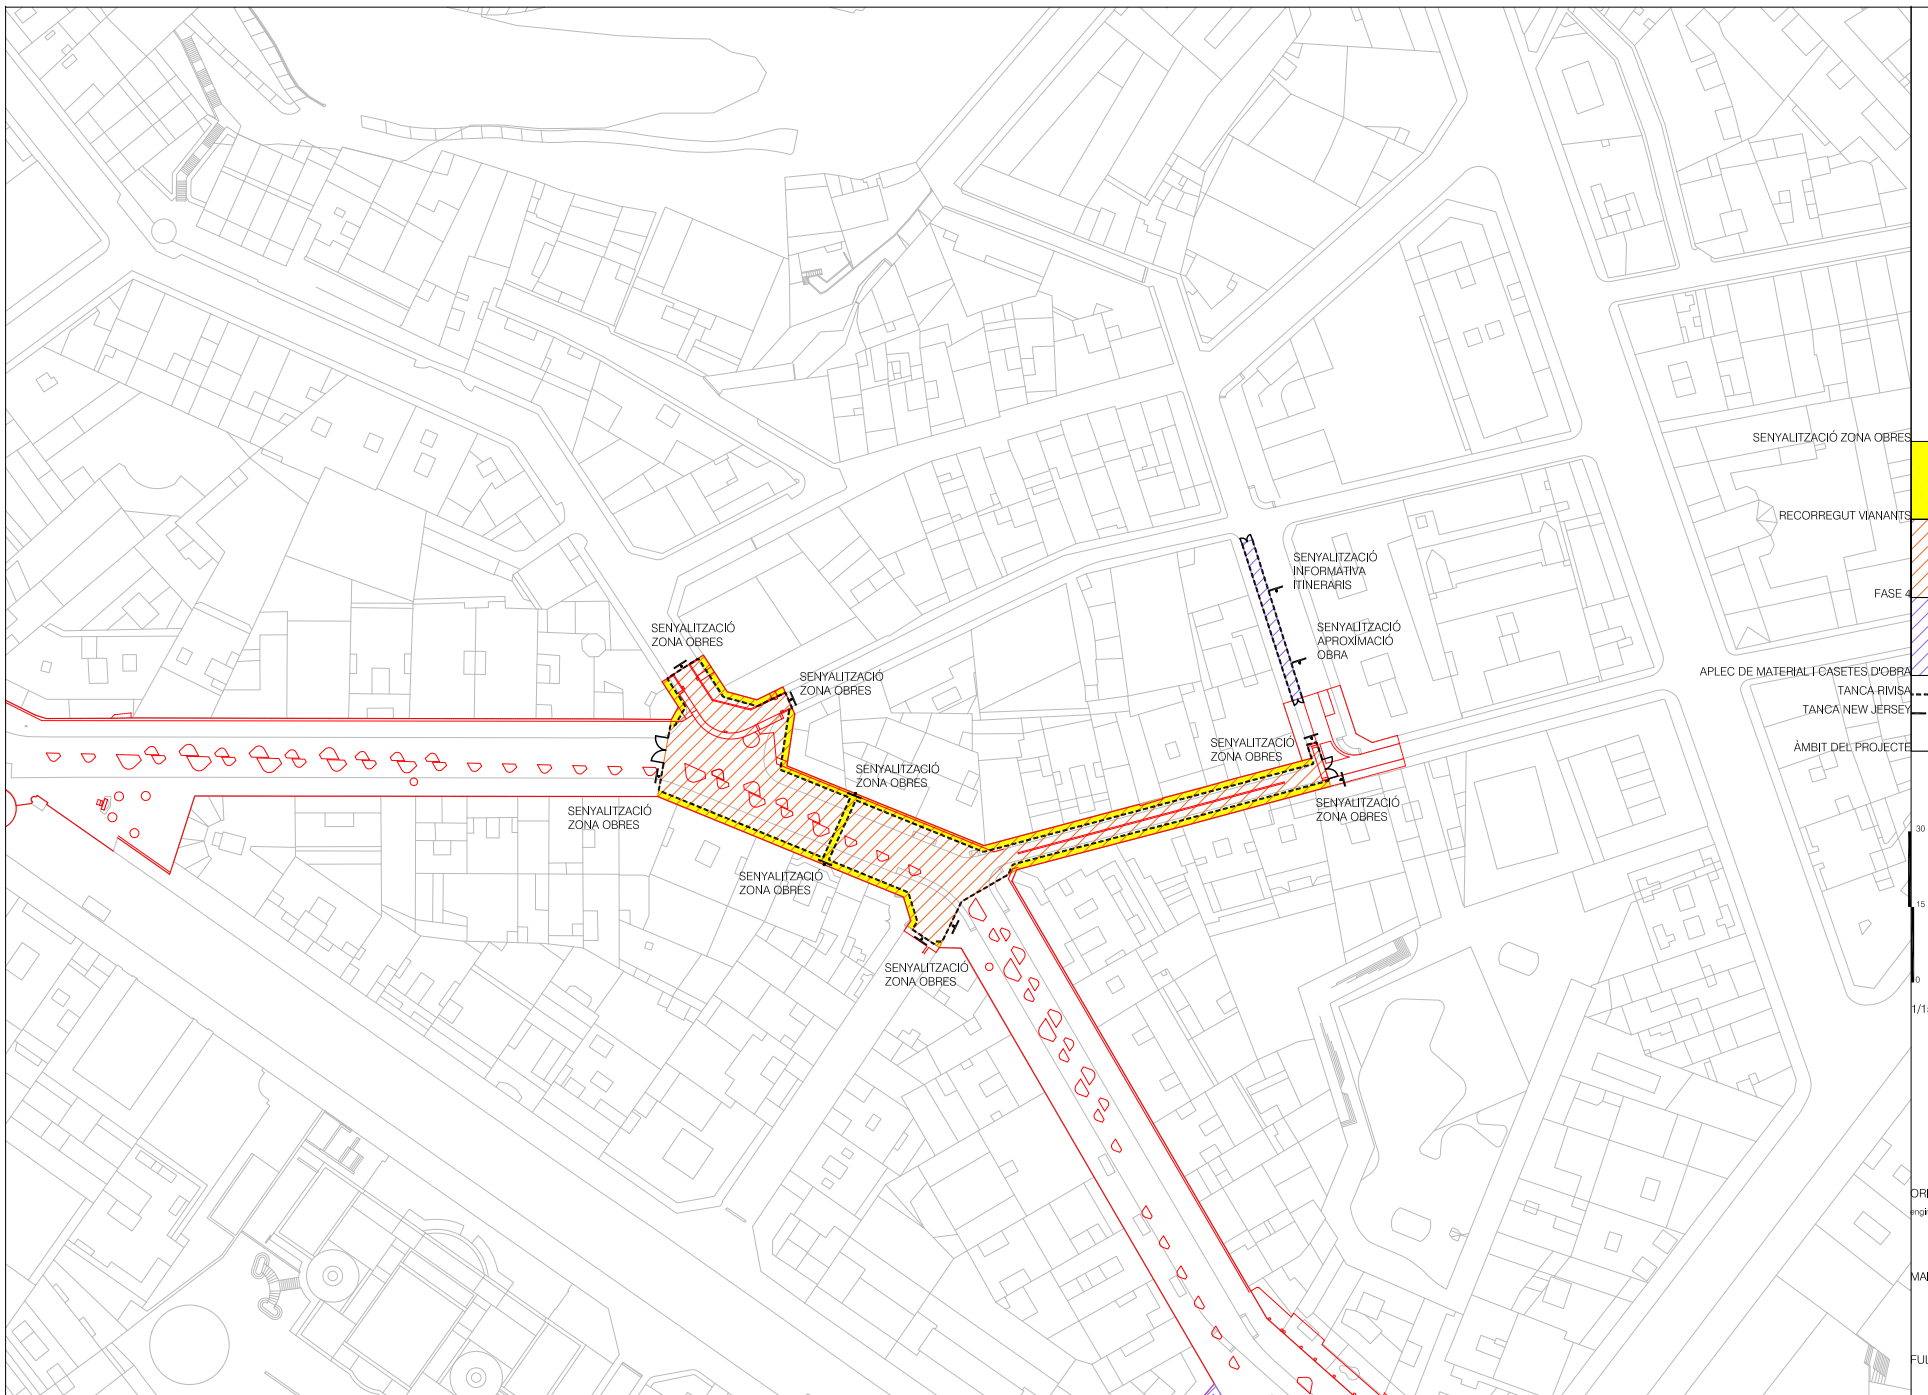 SENYALITZACIÓ ZONA OBRES
RECORREGUT VIANANTS
FASE 4
APLEC DE MATERIAL I CASETES D'OBRA
TANCA RIVISA
TANCA NEW JERSEY
ÀMBIT DEL PROJECTE
SENYALITZACIÓ
INFORMATIVA
ITINERARIS
SENYALITZACIÓ
APROXIMACIÓ
OBRA
SENYALITZACIÓ
ZONA OBRES
SENYALITZACIÓ
ZONA OBRES
SENYALITZACIÓ
ZONA OBRES
SENYALITZACIÓ
ZONA OBRES
SENYALITZACIÓ
ZONA OBRES
SENYALITZACIÓ
ZONA OBRES
SENYALITZACIÓ
ZONA OBRES
SENYALITZACIÓ
ZONA OBRES
30
15
0